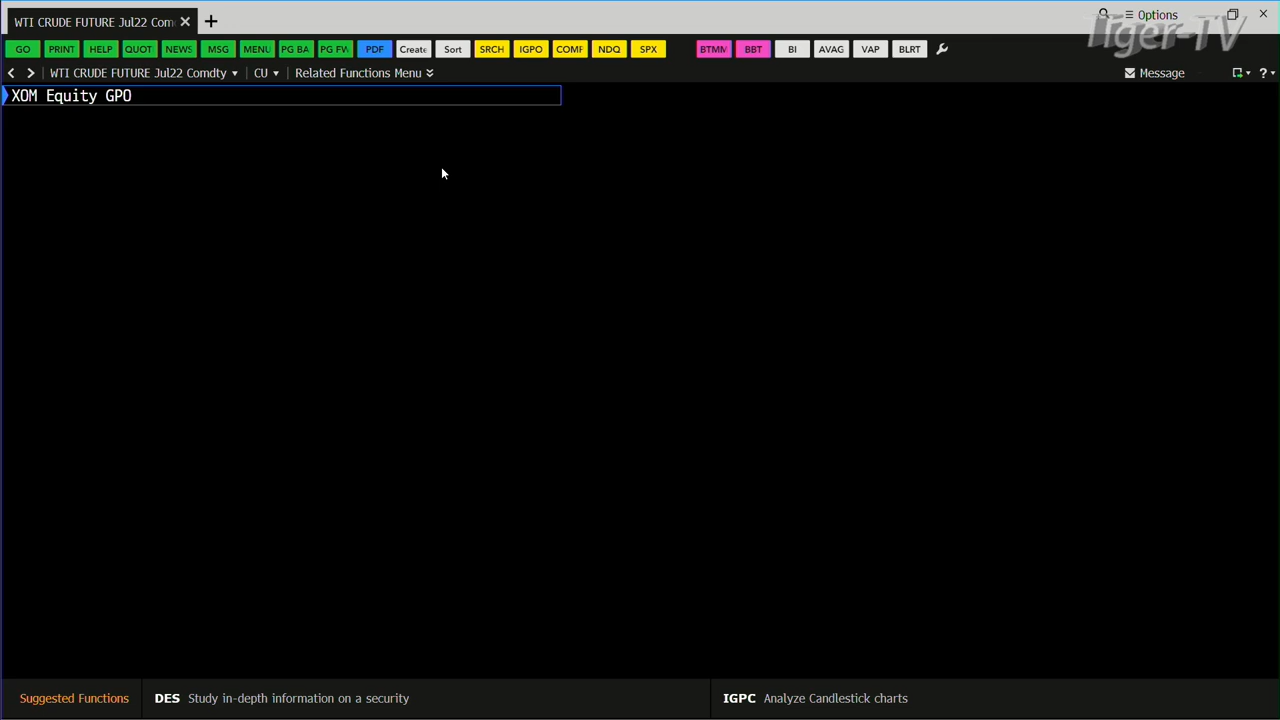 WTI CRUDE FUTURE Jul22 Com
Options
Tiger-TV
GO PRINT HELP QUOT NEWS MSG MENU PG BA PG FW PDF Create Sort SRCH IGPO COMF NDQ SPX BTMM BBT BI AVAG VAP BLRT
WTI CRUDE FUTURE Jul22 Comdty CU Related Functions Menu Message ?
XOM Equity GPO
Suggested Functions DES Study in-depth information on a security IGPC Analyze Candlestick charts